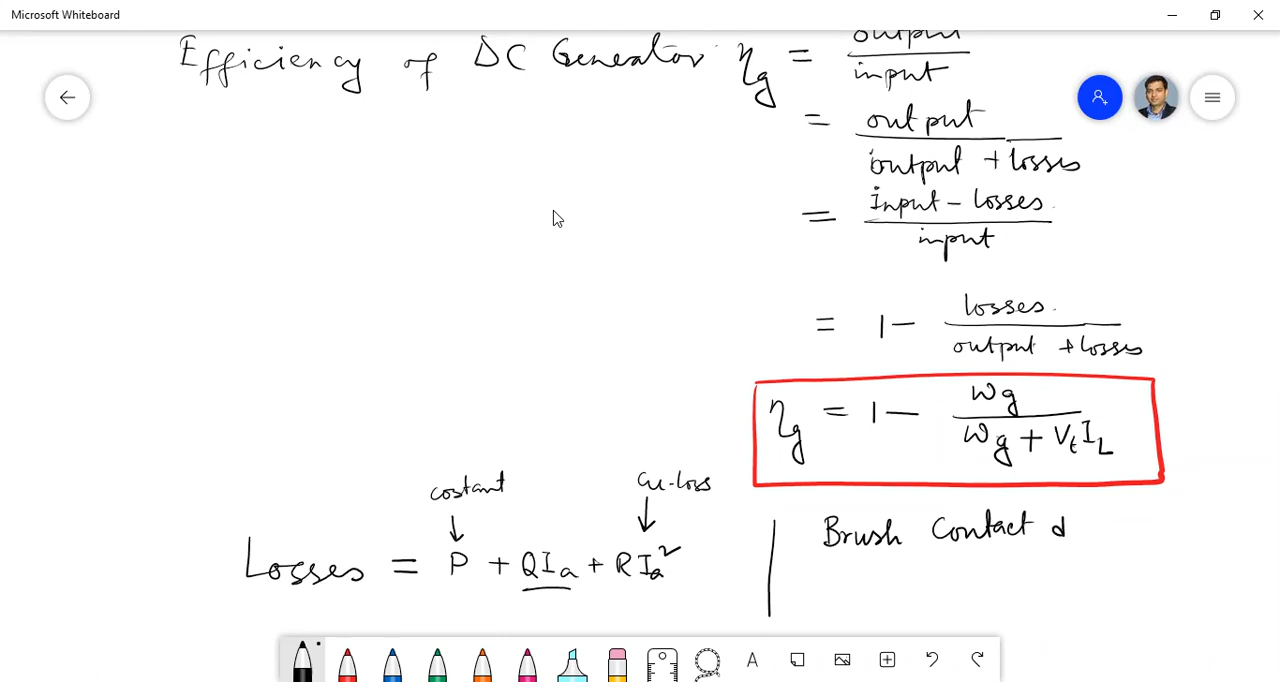 Microsoft Whiteboard
Efficiency of DC Generator ηg = output / input
= output / output + losses
= Input - losses / input
= 1 - losses / output + losses
ηg = 1 - Wg / Wg + VtIL
costant Cu-loss
Losses = P + QIa + RIa²
Brush Contact d
A